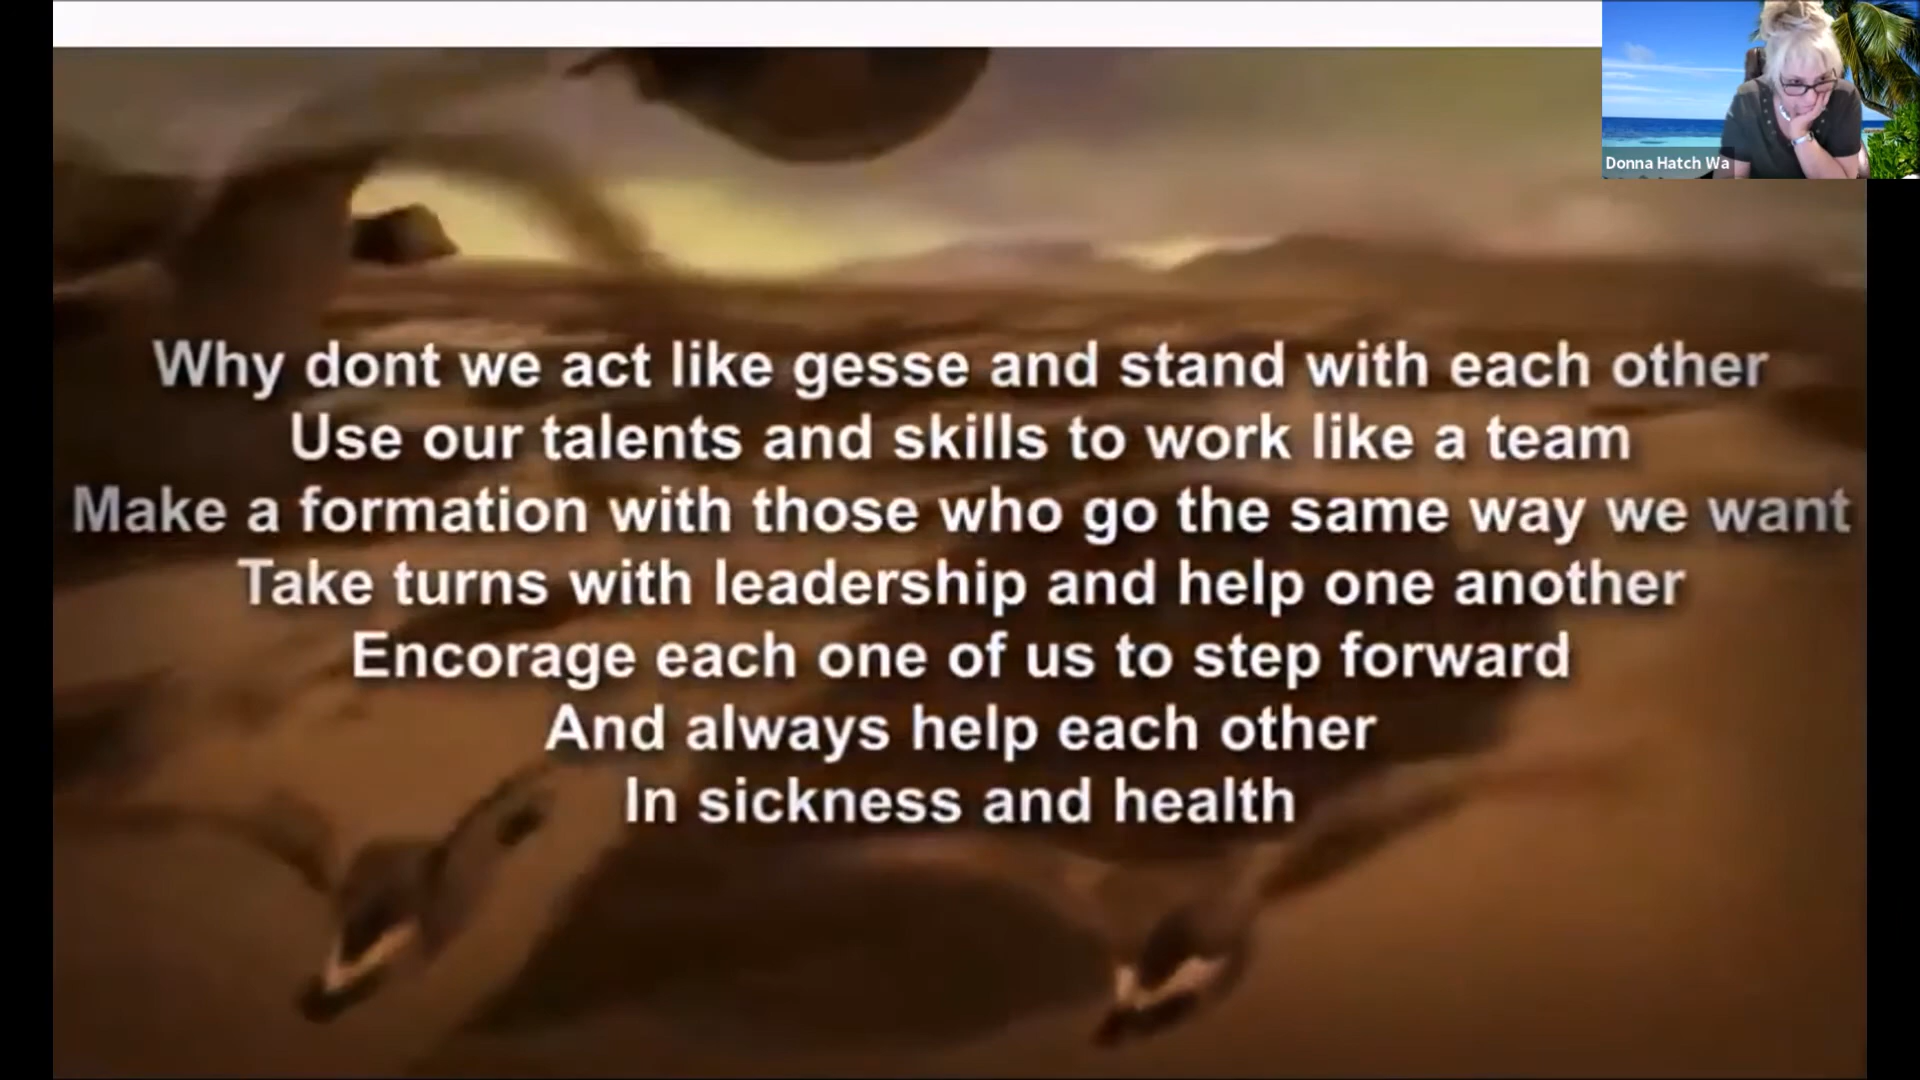 Donna Hatch Wa
Why dont we act like gesse and stand with each other
Use our talents and skills to work like a team
Make a formation with those who go the same way we want
Take turns with leadership and help one another
Encorage each one of us to step forward
And always help each other
In sickness and health